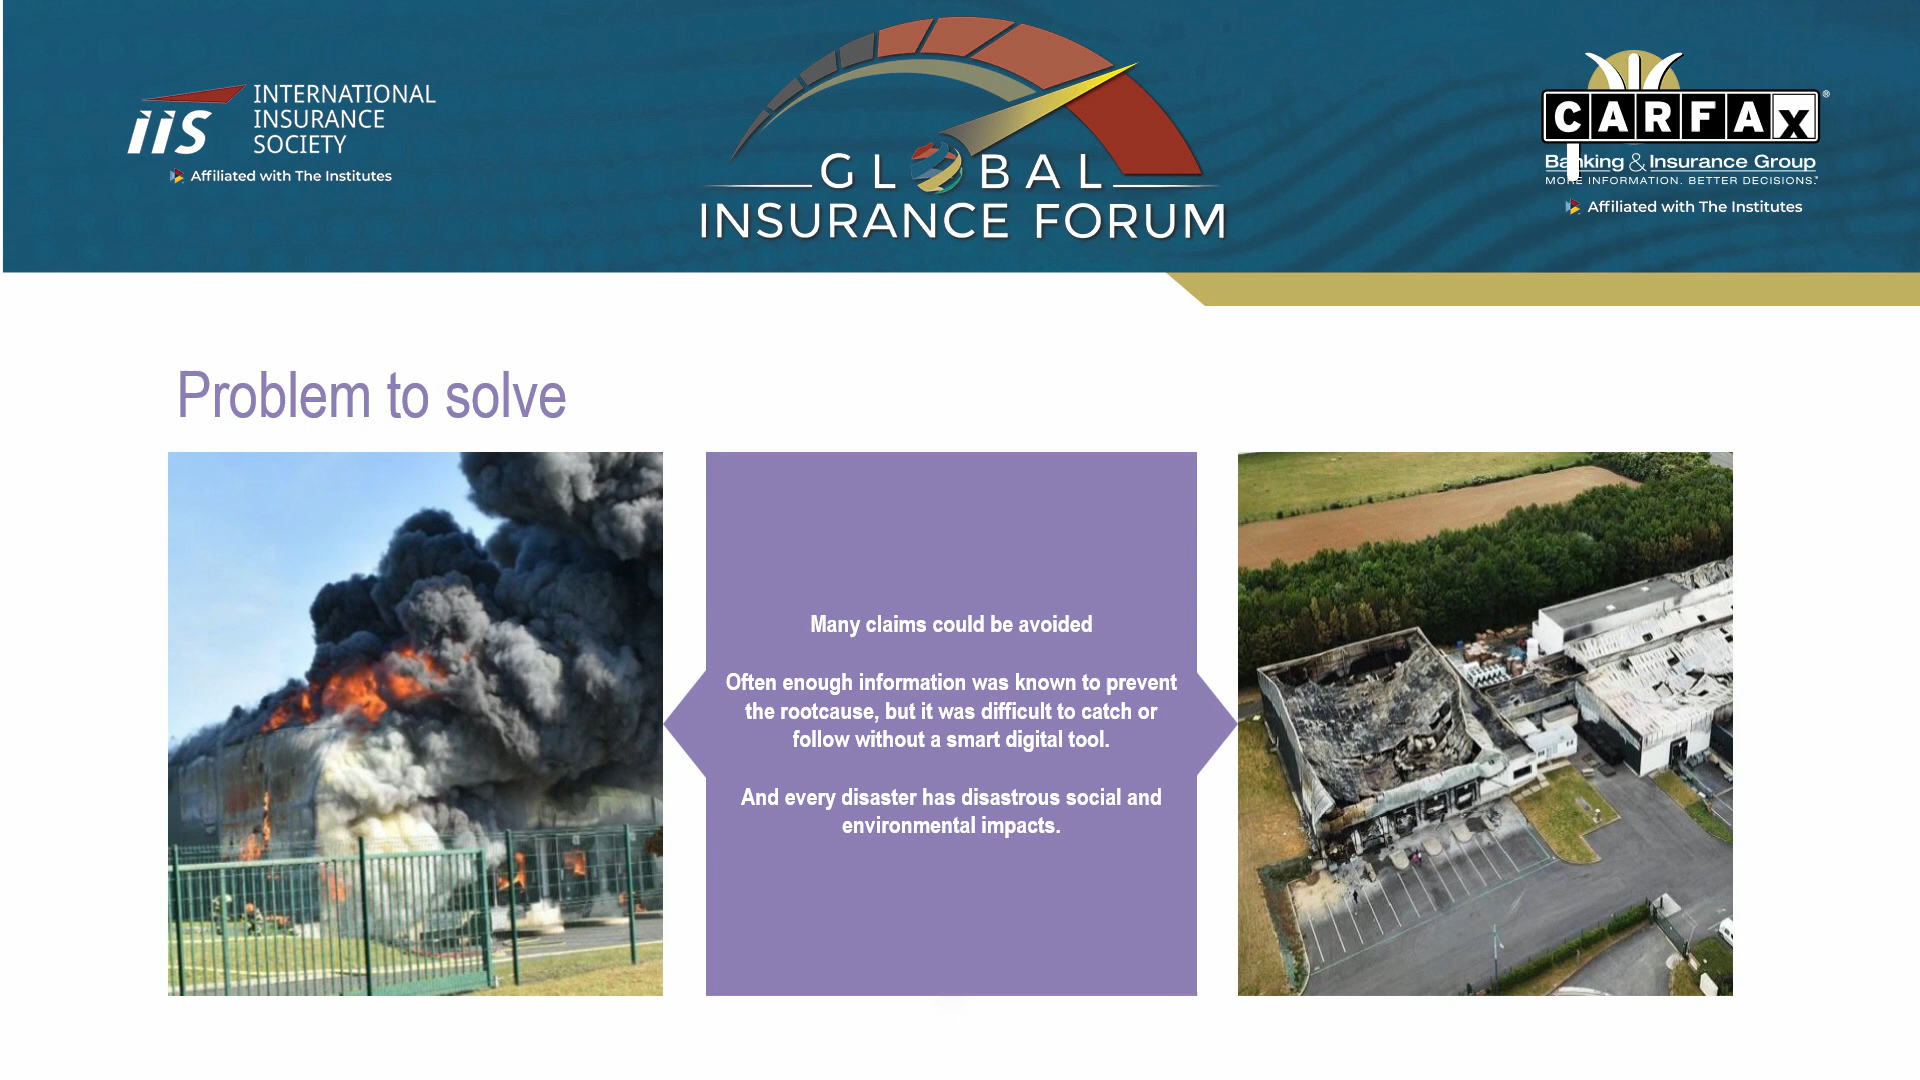 iis
INTERNATIONAL
INSURANCE
SOCIETY
Affiliated with The Institutes
GLOBAL
INSURANCE FORUM
CARFAX®
Banking & Insurance Group
MORE INFORMATION. BETTER DECISIONS.
Affiliated with The Institutes
Problem to solve
Many claims could be avoided
Often enough information was known to prevent
the rootcause, but it was difficult to catch or
follow without a smart digital tool.
And every disaster has disastrous social and
environmental impacts.